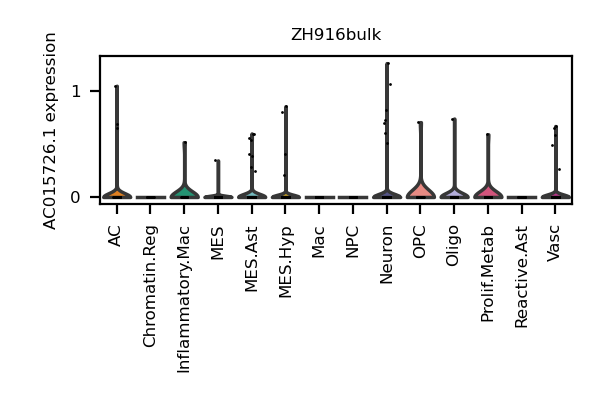 ZH916bulk
AC015726.1 expression
1
0
AC
Chromatin.Reg
Inflammatory.Mac
MES
MES.Ast
MES.Hyp
Mac
NPC
Neuron
OPC
Oligo
Prolif.Metab
Reactive.Ast
Vasc